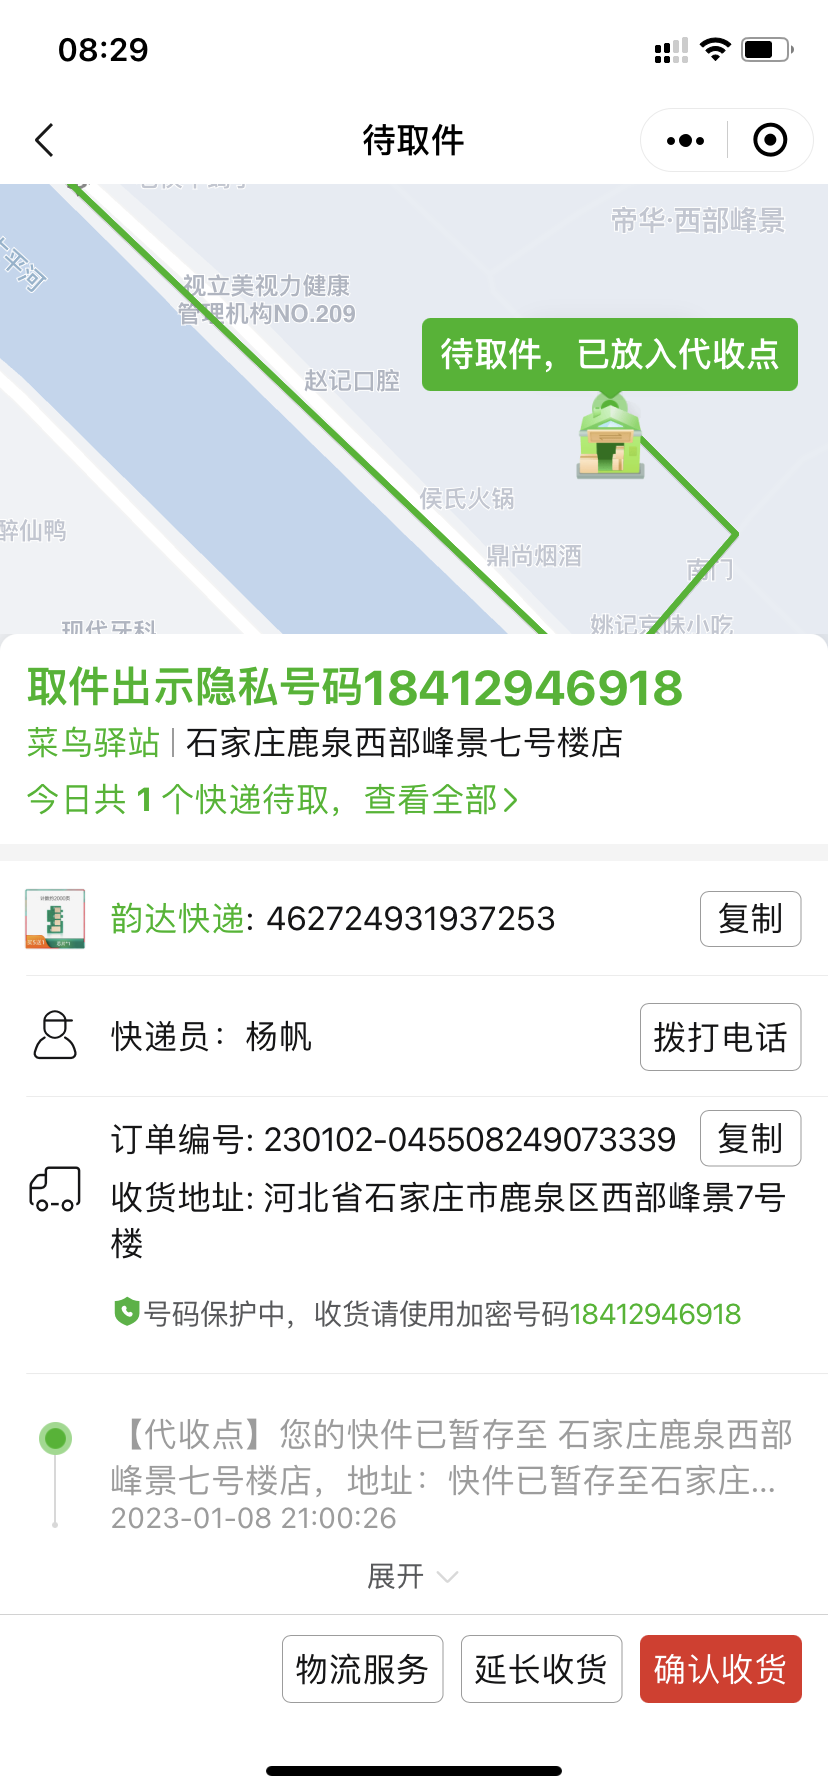 08:29
待取件
帝华·西部峰景
太平河
视立美视力健康
管理机构NO.209
赵记口腔
待取件，已放入代收点
侯氏火锅
醉仙鸭
鼎尚烟酒
南门
姚记京味小吃
现代牙科
取件出示隐私号码18412946918
菜鸟驿站 | 石家庄鹿泉西部峰景七号楼店
今日共 1 个快递待取，查看全部
韵达快递: 462724931937253
复制
快递员：杨帆
拨打电话
订单编号: 230102-045508249073339
复制
收货地址: 河北省石家庄市鹿泉区西部峰景7号
楼
号码保护中，收货请使用加密号码18412946918
【代收点】您的快件已暂存至 石家庄鹿泉西部
峰景七号楼店，地址：快件已暂存至石家庄...
2023-01-08 21:00:26
展开
物流服务
延长收货
确认收货